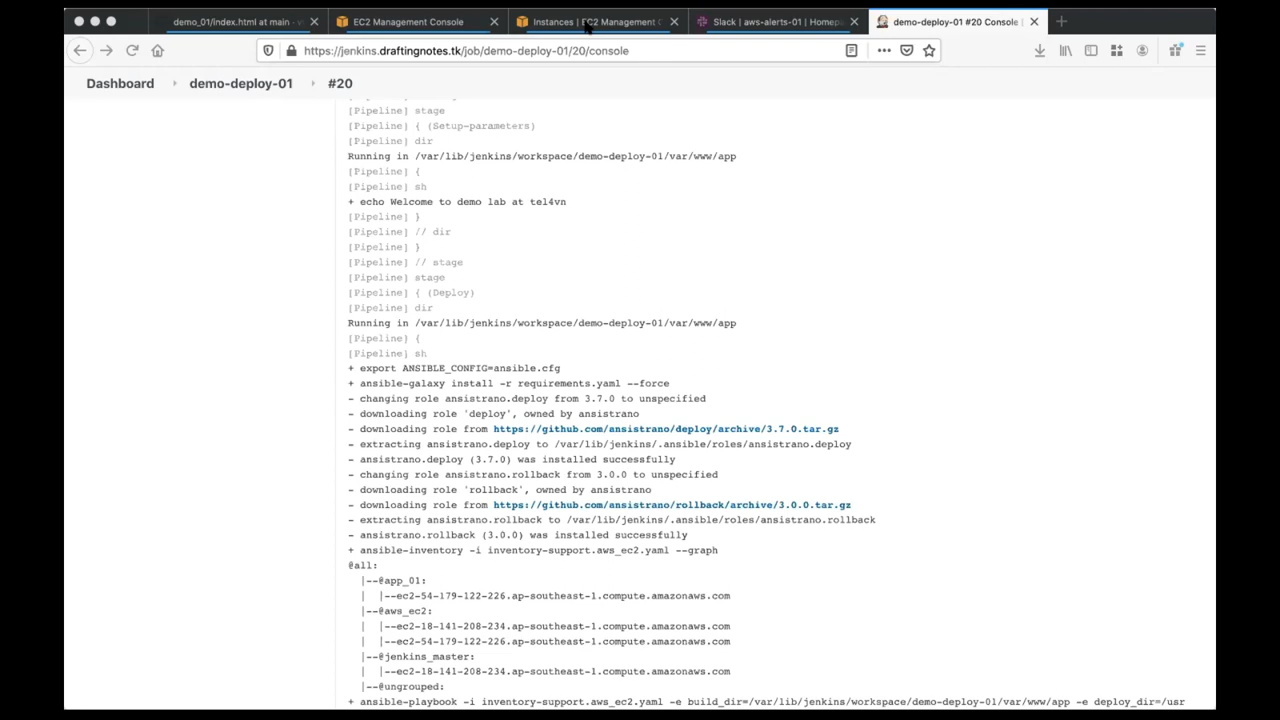 demo_01/index.html at main
EC2 Management Console
Instances | EC2 Management C
Slack | aws-alerts-01 | Homepa
demo-deploy-01 #20 Console
https://jenkins.draftingnotes.tk/job/demo-deploy-01/20/console
Dashboard demo-deploy-01 #20
[Pipeline] stage
[Pipeline] { (Setup-parameters)
[Pipeline] dir
Running in /var/lib/jenkins/workspace/demo-deploy-01/var/www/app
[Pipeline] {
[Pipeline] sh
+ echo Welcome to demo lab at tel4vn
[Pipeline] }
[Pipeline] // dir
[Pipeline] }
[Pipeline] // stage
[Pipeline] stage
[Pipeline] { (Deploy)
[Pipeline] dir
Running in /var/lib/jenkins/workspace/demo-deploy-01/var/www/app
[Pipeline] {
[Pipeline] sh
+ export ANSIBLE_CONFIG=ansible.cfg
+ ansible-galaxy install -r requirements.yaml --force
- changing role ansistrano.deploy from 3.7.0 to unspecified
- downloading role 'deploy', owned by ansistrano
- downloading role from https://github.com/ansistrano/deploy/archive/3.7.0.tar.gz
- extracting ansistrano.deploy to /var/lib/jenkins/.ansible/roles/ansistrano.deploy
- ansistrano.deploy (3.7.0) was installed successfully
- changing role ansistrano.rollback from 3.0.0 to unspecified
- downloading role 'rollback', owned by ansistrano
- downloading role from https://github.com/ansistrano/rollback/archive/3.0.0.tar.gz
- extracting ansistrano.rollback to /var/lib/jenkins/.ansible/roles/ansistrano.rollback
- ansistrano.rollback (3.0.0) was installed successfully
+ ansible-inventory -i inventory-support.aws_ec2.yaml --graph
@all:
|--@app_01:
| |--ec2-54-179-122-226.ap-southeast-1.compute.amazonaws.com
|--@aws_ec2:
| |--ec2-18-141-208-234.ap-southeast-1.compute.amazonaws.com
| |--ec2-54-179-122-226.ap-southeast-1.compute.amazonaws.com
|--@jenkins_master:
| |--ec2-18-141-208-234.ap-southeast-1.compute.amazonaws.com
|--@ungrouped:
+ ansible-playbook -i inventory-support.aws_ec2.yaml -e build_dir=/var/lib/jenkins/workspace/demo-deploy-01/var/www/app -e deploy_dir=/usr